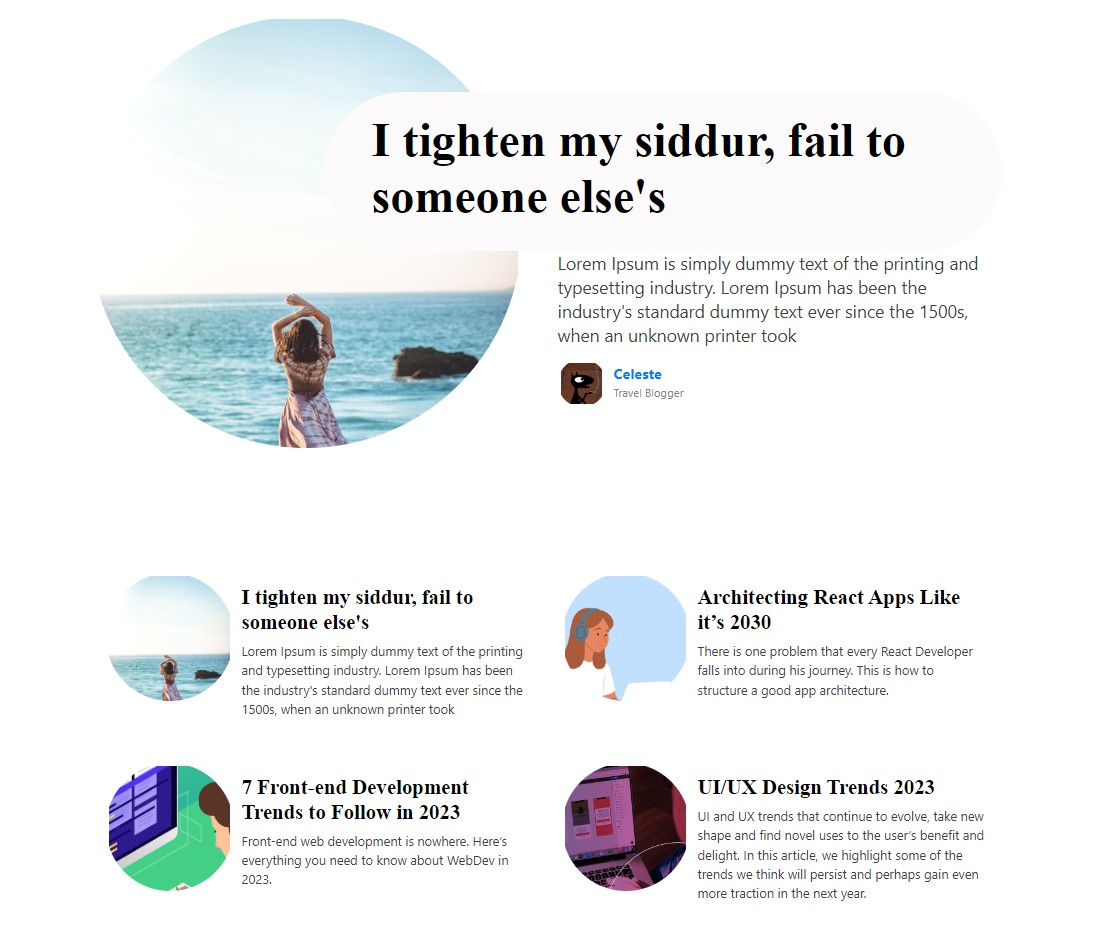 I tighten my siddur, fail to
someone else's
Lorem Ipsum is simply dummy text of the printing and
typesetting industry. Lorem Ipsum has been the
industry's standard dummy text ever since the 1500s,
when an unknown printer took
Celeste
Travel Blogger
I tighten my siddur, fail to
someone else's
Lorem Ipsum is simply dummy text of the printing
and typesetting industry. Lorem Ipsum has been
the industry's standard dummy text ever since the
1500s, when an unknown printer took
Architecting React Apps Like
it’s 2030
There is one problem that every React Developer
falls into during his journey. This is how to
structure a good app architecture.
7 Front-end Development
Trends to Follow in 2023
Front-end web development is nowhere. Here’s
everything you need to know about WebDev in
2023.
UI/UX Design Trends 2023
UI and UX trends that continue to evolve, take new
shape and find novel uses to the user’s benefit and
delight. In this article, we highlight some of the
trends we think will persist and perhaps gain even
more traction in the next year.